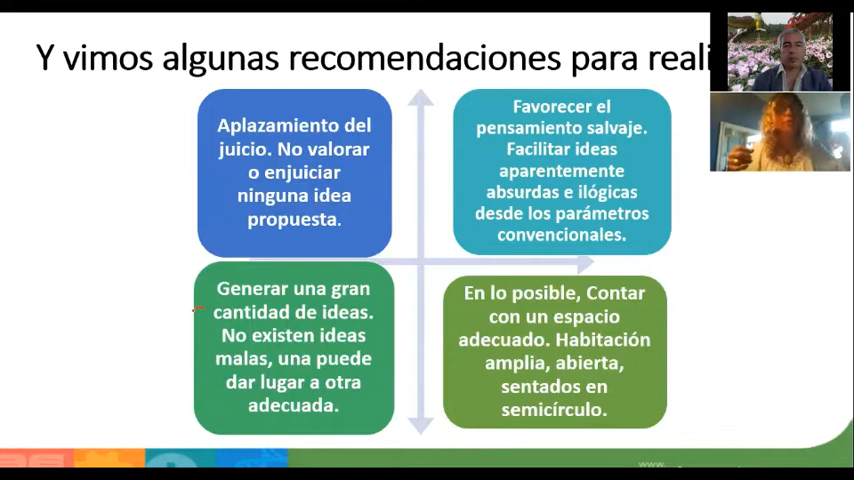 Y vimos algunas recomendaciones para reali
Aplazamiento del
juicio. No valorar
o enjuiciar
ninguna idea
propuesta.
Favorecer el
pensamiento salvaje.
Facilitar ideas
aparentemente
absurdas e ilógicas
desde los parámetros
convencionales.
Generar una gran
cantidad de ideas.
No existen ideas
malas, una puede
dar lugar a otra
adecuada.
En lo posible, Contar
con un espacio
adecuado. Habitación
amplia, abierta,
sentados en
semicírculo.
www.